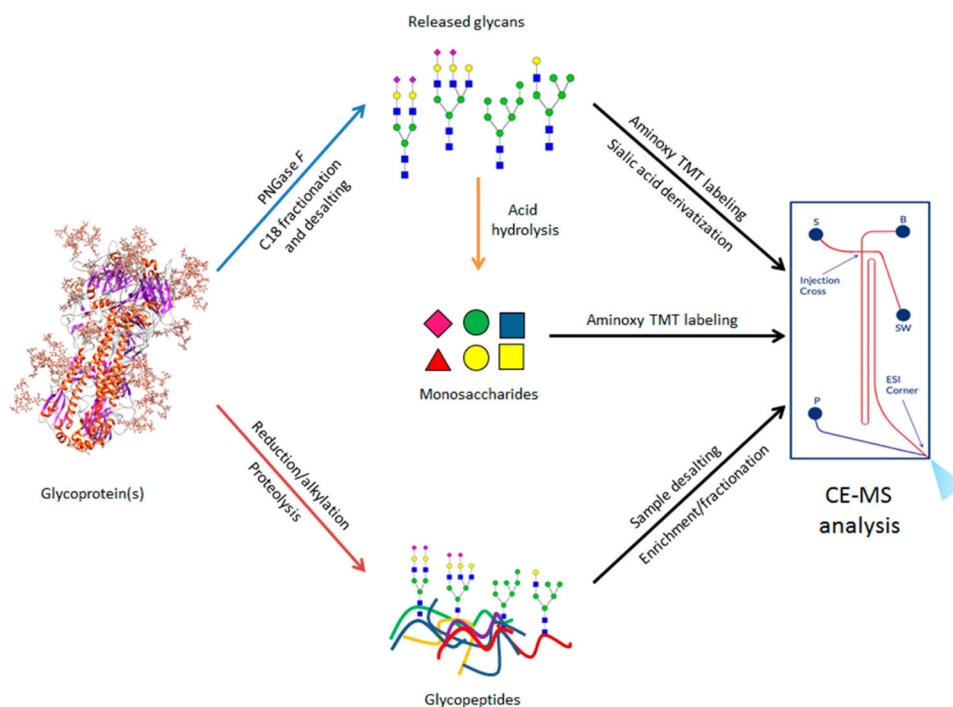 Released glycans
PNGase F
C18 fractionation
and desalting
Aminoxy TMT labeling
Sialic acid derivatization
Acid
hydrolysis
S
B
Injection
Cross
SW
Aminoxy TMT labeling
Monosaccharides
ESI
Corner
P
Glycoprotein(s)
Reduction/alkylation
Proteolysis
Sample desalting
Enrichment/fractionation
CE-MS
analysis
Glycopeptides